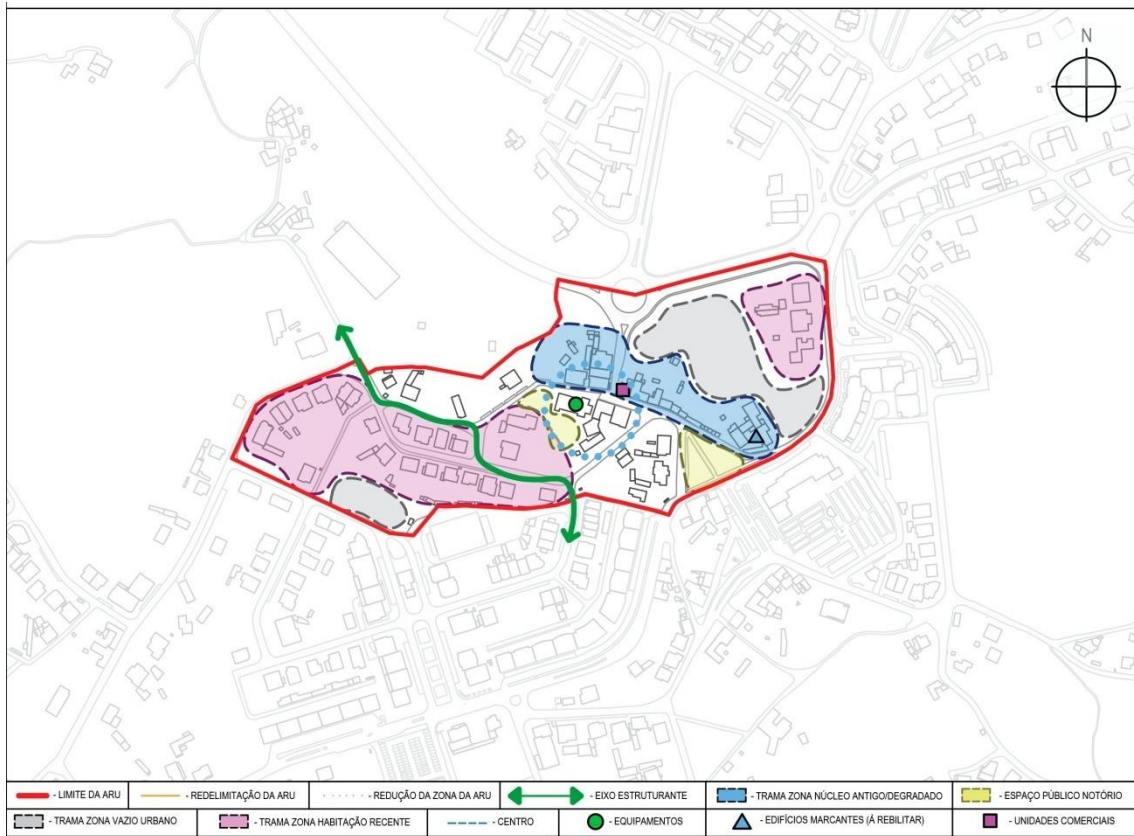 N
- LIMITE DA ARU
- REDELIMITAÇÃO DA ARU
- REDUÇÃO DA ZONA DA ARU
- EIXO ESTRUTURANTE
- TRAMA ZONA NÚCLEO ANTIGO/DEGRADADO
- ESPAÇO PÚBLICO NOTÓRIO
- TRAMA ZONA VAZIO URBANO
- TRAMA ZONA HABITAÇÃO RECENTE
- CENTRO
- EQUIPAMENTOS
- EDIFÍCIOS MARCANTES (Á REBILITAR)
- UNIDADES COMERCIAIS